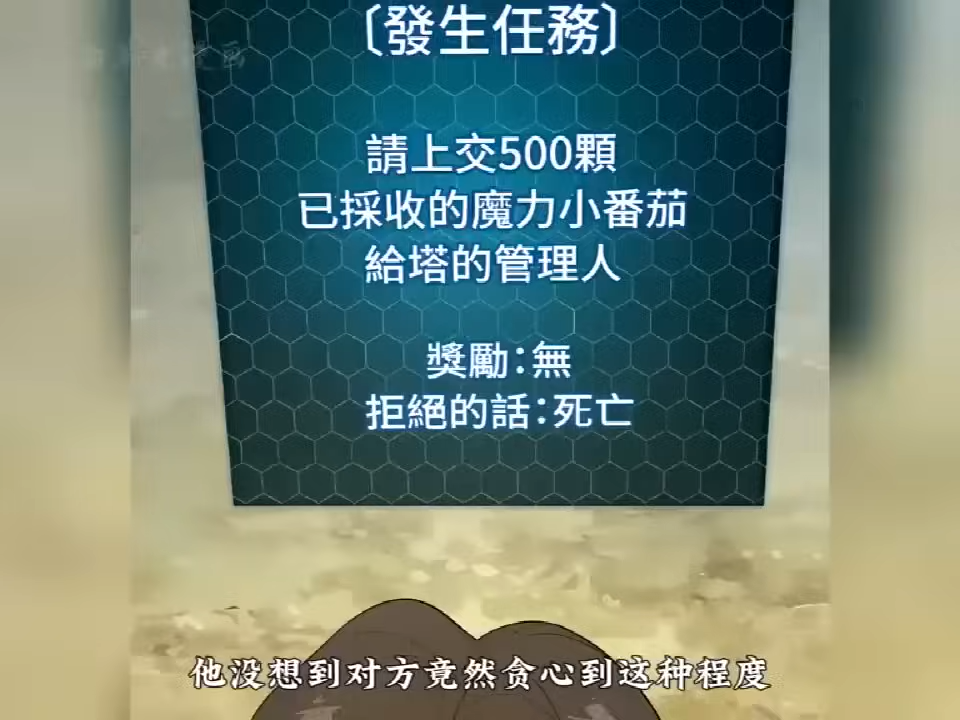 〔發生任務〕
請上交500顆
已採收的魔力小番茄
給塔的管理人
獎勵：無
拒絕的話：死亡
他没想到对方竟然贪心到这种程度